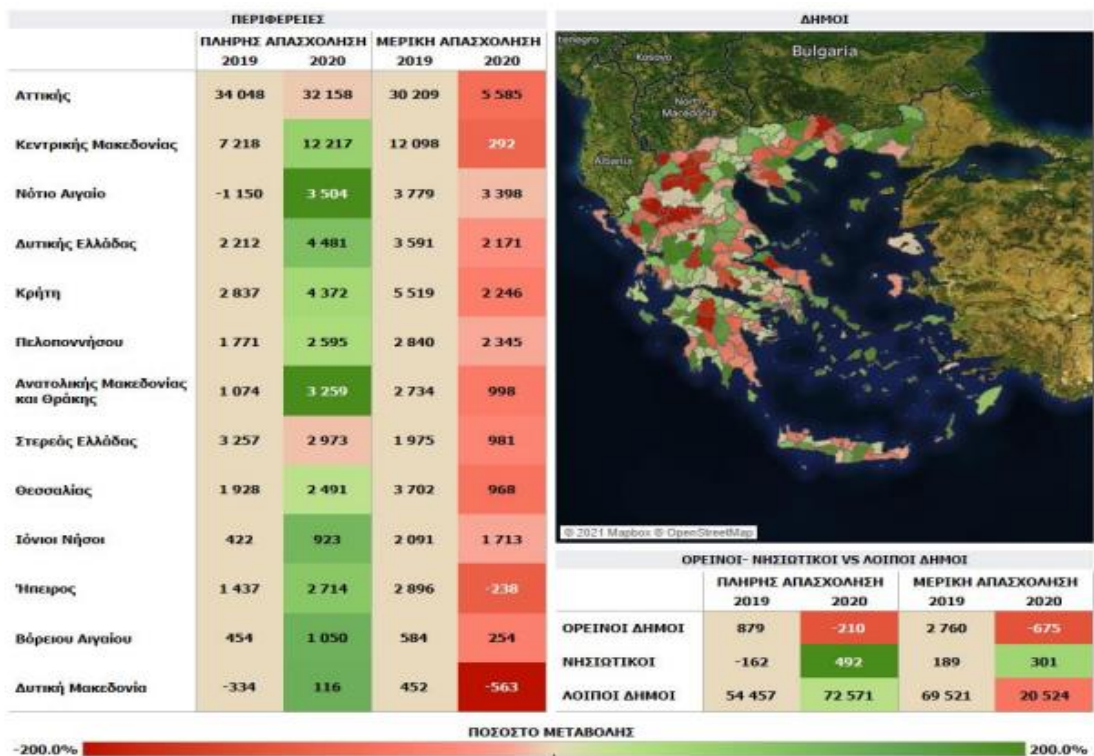 ΠΕΡΙΦΕΡΕΙΕΣ
ΠΛΗΡΗΣ ΑΠΑΣΧΟΛΗΣΗ ΜΕΡΙΚΗ ΑΠΑΣΧΟΛΗΣΗ
2019 2020 2019 2020
Αττικής 34 048 32 158 30 209 5 585
Κεντρικής Μακεδονίας 7 218 12 217 12 098 292
Νότιο Αιγαίο -1 150 3 504 3 779 3 398
Δυτικής Ελλάδας 2 212 4 481 3 591 2 171
Κρήτη 2 837 4 372 5 519 2 246
Πελοποννήσου 1 771 2 595 2 840 2 345
Ανατολικής Μακεδονίας
και Θράκης 1 074 3 259 2 734 998
Στερεάς Ελλάδας 3 257 2 973 1 975 981
Θεσσαλίας 1 928 2 491 3 702 968
Ιόνιοι Νήσοι 422 923 2 091 1 713
Ήπειρος 1 437 2 714 2 896 -238
Βόρειου Αιγαίου 454 1 050 584 254
Δυτική Μακεδονία -334 116 452 -563
ΔΗΜΟΙ
tenegro
Kosovo
Bulgaria
North
Macedonia
Albania
© 2021 Mapbox © OpenStreetMap
ΟΡΕΙΝΟΙ- ΝΗΣΙΩΤΙΚΟΙ VS ΛΟΙΠΟΙ ΔΗΜΟΙ
ΠΛΗΡΗΣ ΑΠΑΣΧΟΛΗΣΗ ΜΕΡΙΚΗ ΑΠΑΣΧΟΛΗΣΗ
2019 2020 2019 2020
ΟΡΕΙΝΟΙ ΔΗΜΟΙ 879 -210 2 760 -675
ΝΗΣΙΩΤΙΚΟΙ -162 492 189 301
ΛΟΙΠΟΙ ΔΗΜΟΙ 54 457 72 571 69 521 20 524
ΠΟΣΟΣΤΟ ΜΕΤΑΒΟΛΗΣ
-200.0% 200.0%